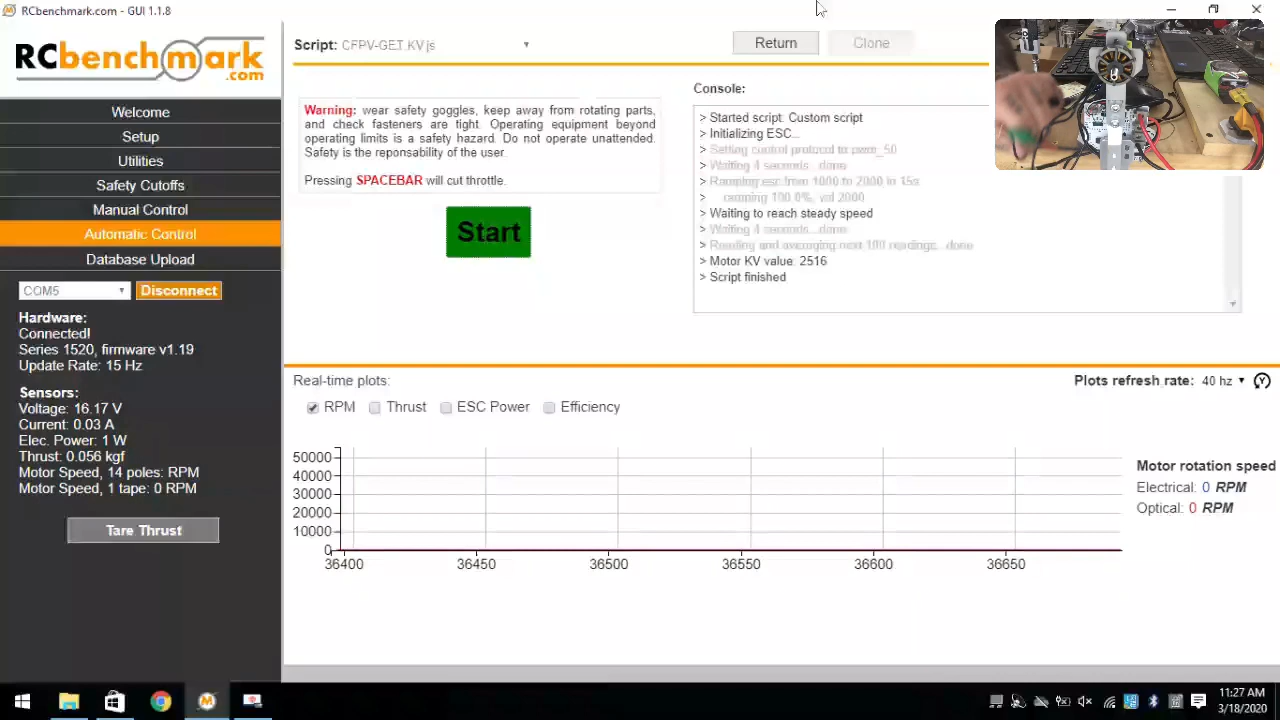 RCbenchmark.com - GUI 1.1.8
RCbenchmark
.com
Welcome
Setup
Utilities
Safety Cutoffs
Manual Control
Automatic Control
Database Upload
COM5
Disconnect
Hardware:
Connected!
Series 1520, firmware v1.19
Update Rate: 15 Hz
Sensors:
Voltage: 16.17 V
Current: 0.03 A
Elec. Power: 1 W
Thrust: 0.056 kgf
Motor Speed, 14 poles: RPM
Motor Speed, 1 tape: 0 RPM
Tare Thrust
Script: CFPV-GET KV.js
Return
Clone
Warning: wear safety goggles, keep away from rotating parts,
and check fasteners are tight. Operating equipment beyond
operating limits is a safety hazard. Do not operate unattended.
Safety is the reponsability of the user.
Pressing SPACEBAR will cut throttle.
Start
Console:
> Started script: Custom script
> Initializing ESC...
> Setting control protocol to pwm_50
> Waiting 4 seconds...done
> Ramping esc from 1000 to 2000 in 15s
> ramping 100.0%, val 2000
> Waiting to reach steady speed
> Waiting 4 seconds...done
> Reading and averaging next 100 readings...done
> Motor KV value: 2516
> Script finished
Real-time plots:
Plots refresh rate: 40 hz
RPM
Thrust
ESC Power
Efficiency
50000
40000
30000
20000
10000
0
36400
36450
36500
36550
36600
36650
Motor rotation speed
Electrical: 0 RPM
Optical: 0 RPM
11:27 AM
3/18/2020